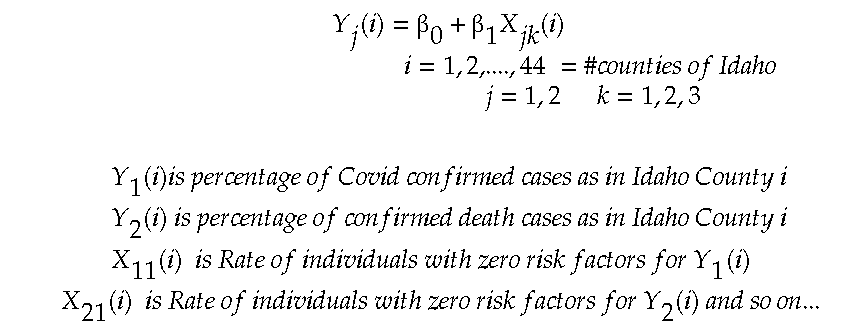 Y_j(i) = β_0 + β_1X_jk(i)
i = 1, 2,...., 44 = #counties of Idaho
j = 1, 2 k = 1, 2, 3
Y_1(i)is percentage of Covid confirmed cases as in Idaho County i
Y_2(i) is percentage of confirmed death cases as in Idaho County i
X_11(i) is Rate of individuals with zero risk factors for Y_1(i)
X_21(i) is Rate of individuals with zero risk factors for Y_2(i) and so on...